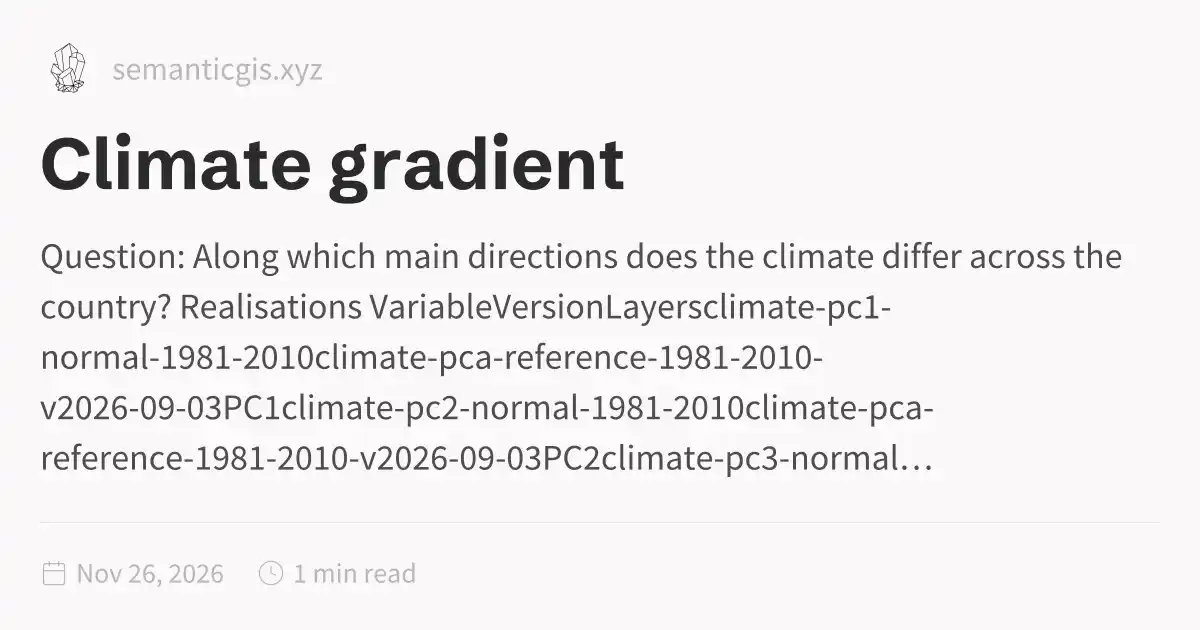 semanticgis.xyz
Climate gradient
Question: Along which main directions does the climate differ across the
country? Realisations VariableVersionLayersclimate-pc1-
normal-1981-2010climate-pca-reference-1981-2010-
v2026-09-03PC1climate-pc2-normal-1981-2010climate-pca-
reference-1981-2010-v2026-09-03PC2climate-pc3-normal…
Nov 26, 2026 1 min read